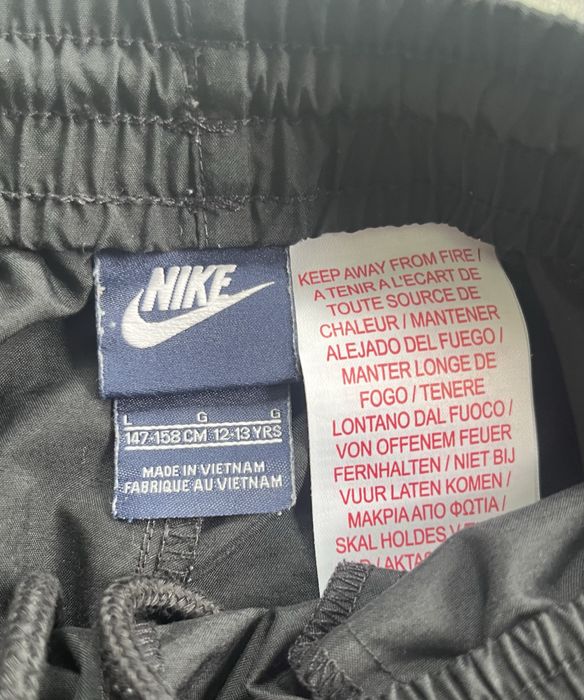 NIKE
L G G
147-158 CM 12-13 YRS
MADE IN VIETNAM
FABRIQUE AU VIETNAM
KEEP AWAY FROM FIRE /
A TENIR A L'ECART DE
TOUTE SOURCE DE
CHALEUR / MANTENER
ALEJADO DEL FUEGO /
MANTER LONGE DE
FOGO / TENERE
LONTANO DAL FUOCO /
VON OFFENEM FEUER
FERNHALTEN / NIET BIJ
VUUR LATEN KOMEN /
ΜΑΚΡΙΑ ΑΠΟ ΦΩΤΙΑ /
SKAL HOLDES